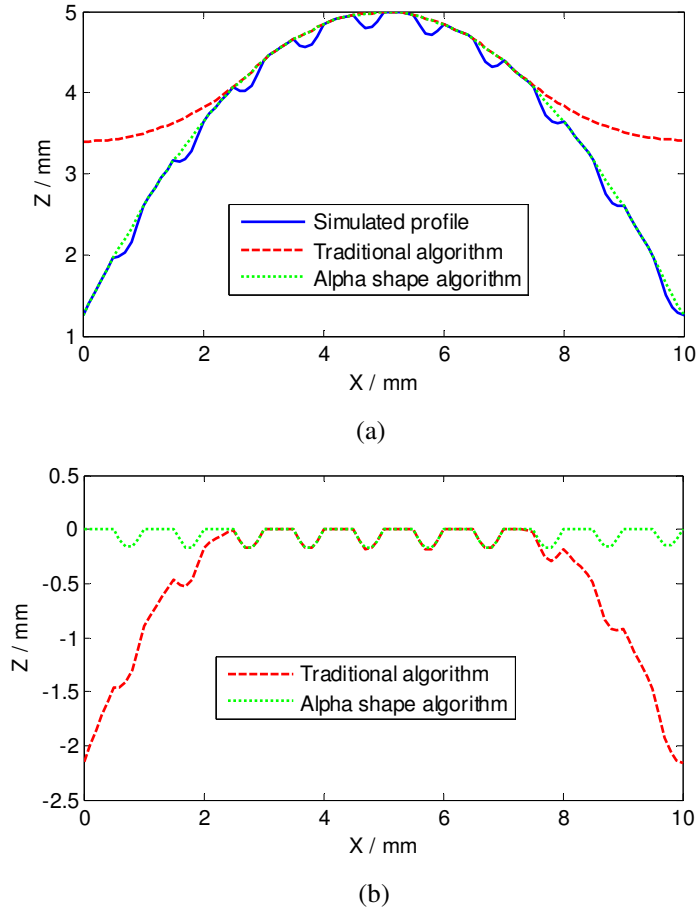 5
4
3
2
1
Z / mm
Simulated profile
Traditional algorithm
Alpha shape algorithm
0 2 4 6 8 10
X / mm
(a)
0.5
0
-0.5
-1
-1.5
-2
-2.5
Z / mm
Traditional algorithm
Alpha shape algorithm
0 2 4 6 8 10
X / mm
(b)